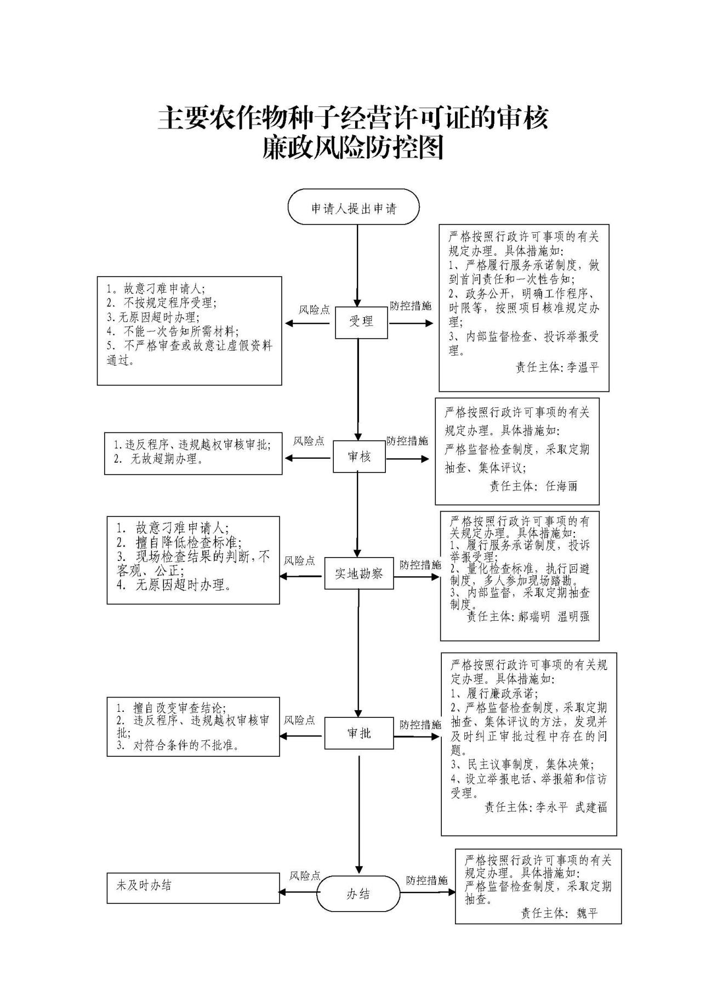 主要农作物种子经营许可证的审核
廉政风险防控图
申请人提出申请
严格按照行政许可事项的有关
规定办理。具体措施如：
1、严格履行服务承诺制度，做
到首问责任和一次性告知；
2、政务公开，明确工作程序、
时限等，按照项目核准规定办
理；
3、内部监督检查、投诉举报受
理。
责任主体：李温平
1。故意刁难申请人；
2．不按规定程序受理；
3.无原因超时办理；
4．不能一次告知所需材料；
5．不严格审查或故意让虚假资料
通过。
风险点
受理
防控措施
严格按照行政许可事项的有关
规定办理。具体措施如：
严格监督检查制度，采取定期
抽查、集体评议；
责任主体：任海丽
1.违反程序、违规越权审核审批；
2．无故超期办理。
风险点
审核
防控措施
1．故意刁难申请人；
2．擅自降低检查标准；
3．现场检查结果的判断，不
客观、公正；
4．无原因超时办理。
风险点
实地勘察
防控措施
严格按照行政许可事项的有
关规定办理。具体措施如：
1、履行服务承诺制度，投诉
举报受理；
2、量化检查标准，执行回避
制度，多人参加现场踏勘。
3、内部监督，采取定期抽查
制度。
责任主体：郝瑞明 温明强
严格按照行政许可事项的有关规
定办理。具体措施如：
1、履行廉政承诺；
2、严格监督检查制度，采取定期
抽查、集体评议的方法，发现并
及时纠正审批过程中存在的问
题。
3、民主议事制度，集体决策；
4、设立举报电话、举报箱和信访
受理。
责任主体：李永平 武建福
1．擅自改变审查结论；
2．违反程序、违规越权审核审
批；
3．对符合条件的不批准。
风险点
审批
防控措施
未及时办结
风险点
办结
防控措施
严格按照行政许可事项的有关
规定办理。具体措施如：
严格监督检查制度，采取定期
抽查。
责任主体：魏平